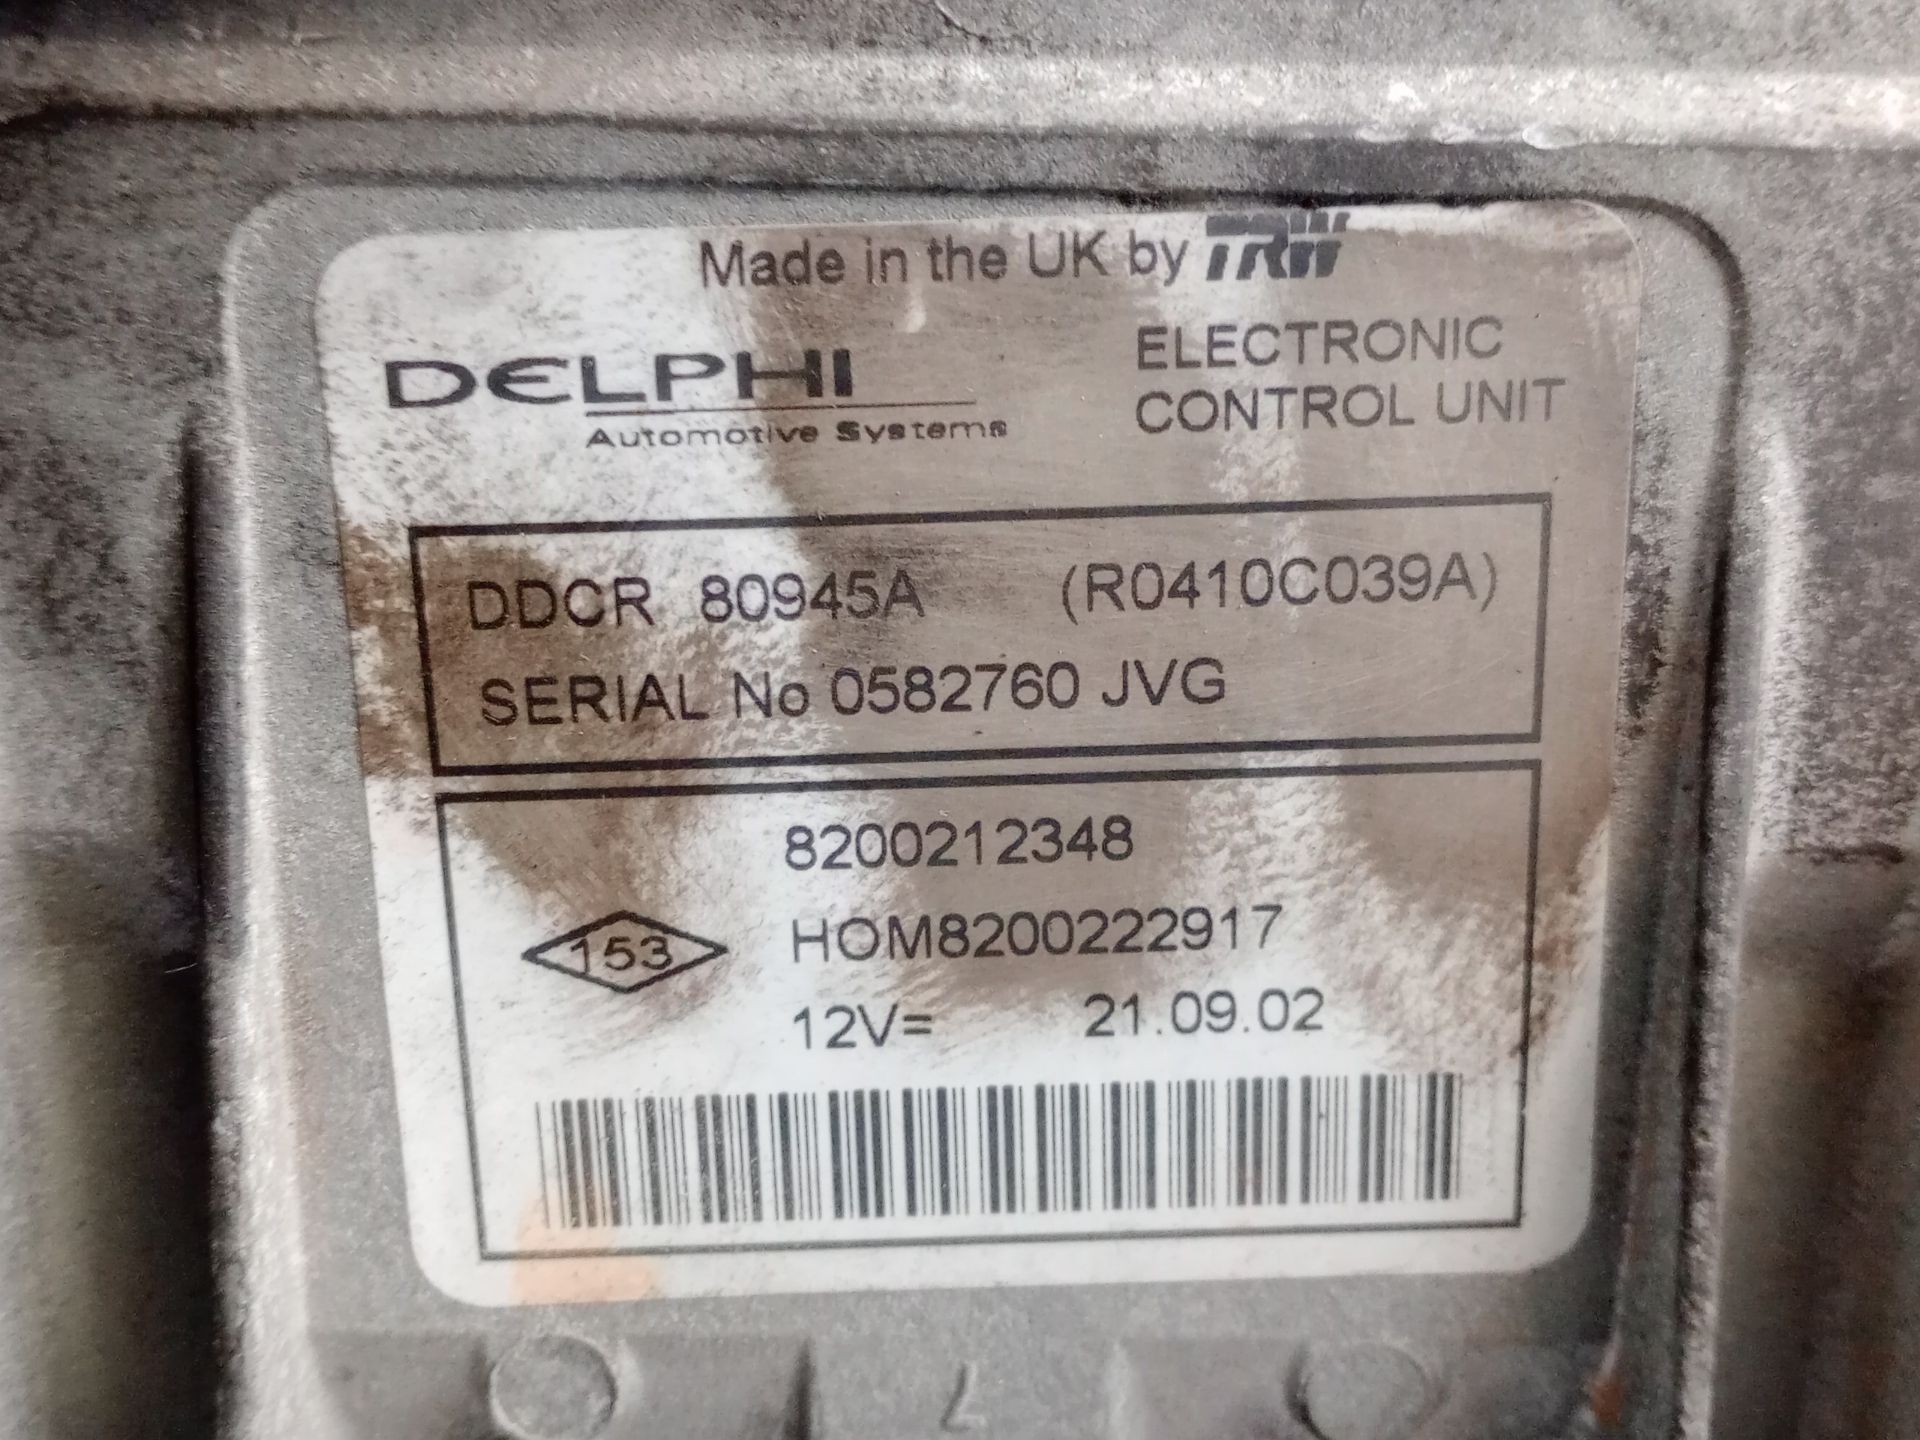 Made in the UK by TRW
DELPHI
Automotive Systems
ELECTRONIC
CONTROL UNIT
DDCR 80945A (R0410C039A)
SERIAL No 0582760 JVG
8200212348
153 HOM8200222917
12V= 21.09.02
7